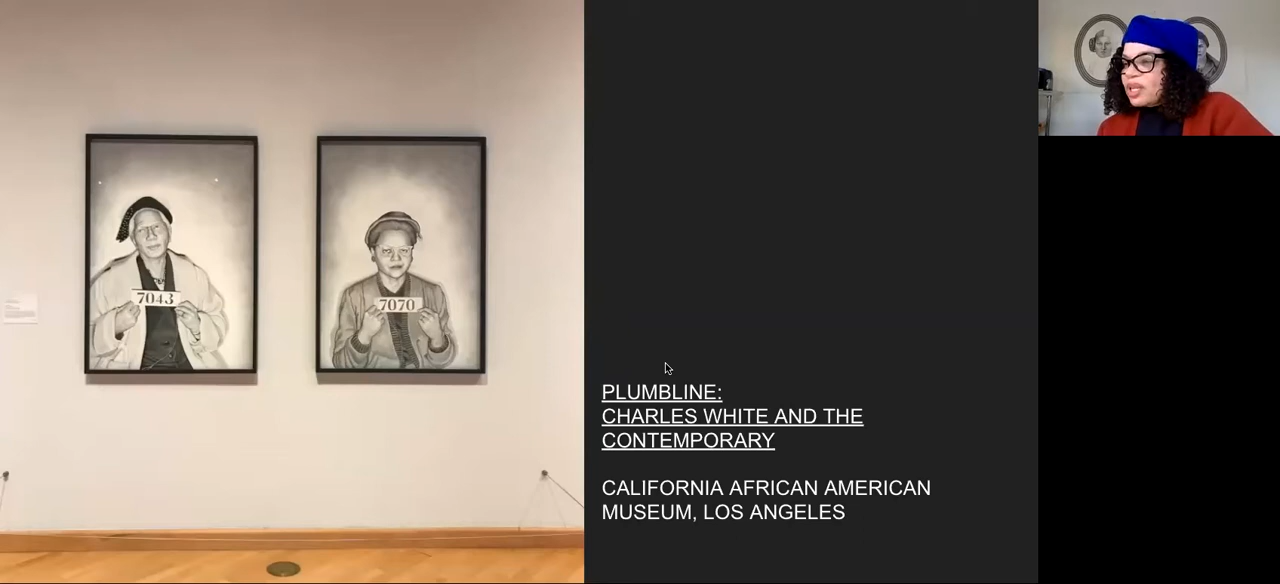 7043
7070
PLUMBLINE:
CHARLES WHITE AND THE
CONTEMPORARY
CALIFORNIA AFRICAN AMERICAN
MUSEUM, LOS ANGELES